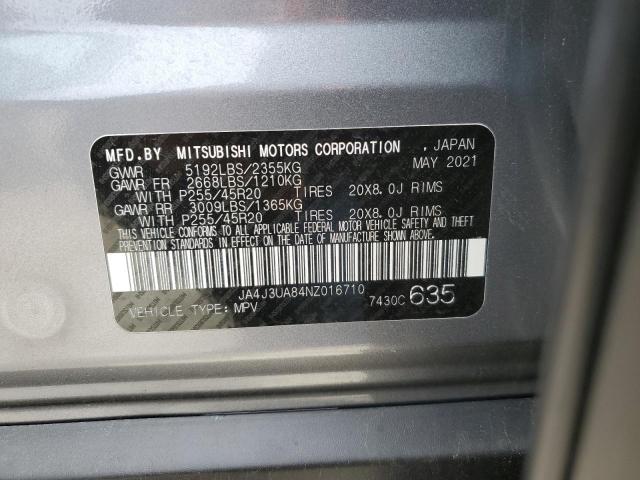 MFD.BY MITSUBISHI MOTORS CORPORATION , JAPAN
GVWR 5192LBS/2355KG MAY 2021
GAWR FR 2668LBS/1210KG
WITH P255/45R20 TIRES 20X8.0J RIMS
GAWR RR 3009LBS/1365KG
WITH P255/45R20 TIRES 20X8.0J RIMS
THIS VEHICLE CONFORMS TO ALL APPLICABLE FEDERAL MOTOR VEHICLE SAFETY
STANDARDS IN EFFECT ON THE DATE OF MANUFACTURE SHOWN ABOVE.
JA4J3UA84NZ016710
VEHICLE TYPE: MPV 7430C 635